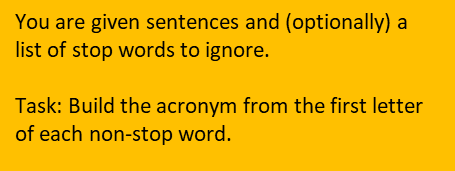 You are given sentences and (optionally) a
list of stop words to ignore.
Task: Build the acronym from the first letter
of each non-stop word.